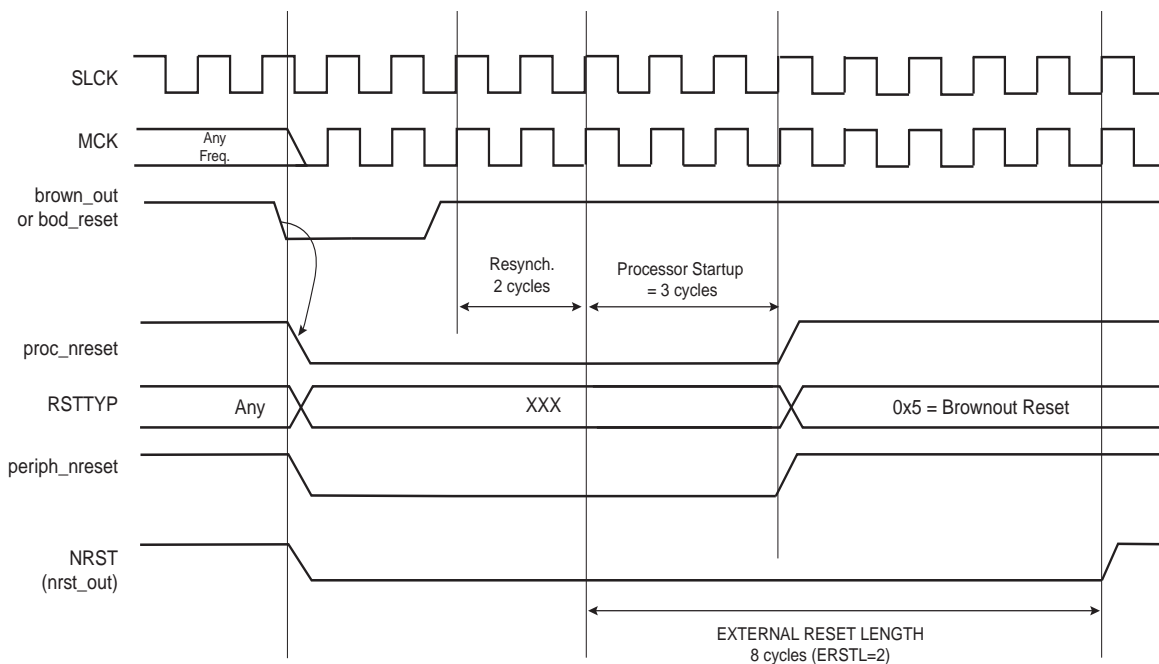 SLCK
MCK
Any
Freq.
brown_out
or bod_reset
Resynch.
2 cycles
Processor Startup
= 3 cycles
proc_nreset
RSTTYP
Any
XXX
0x5 = Brownout Reset
periph_nreset
NRST
(nrst_out)
EXTERNAL RESET LENGTH
8 cycles (ERSTL=2)